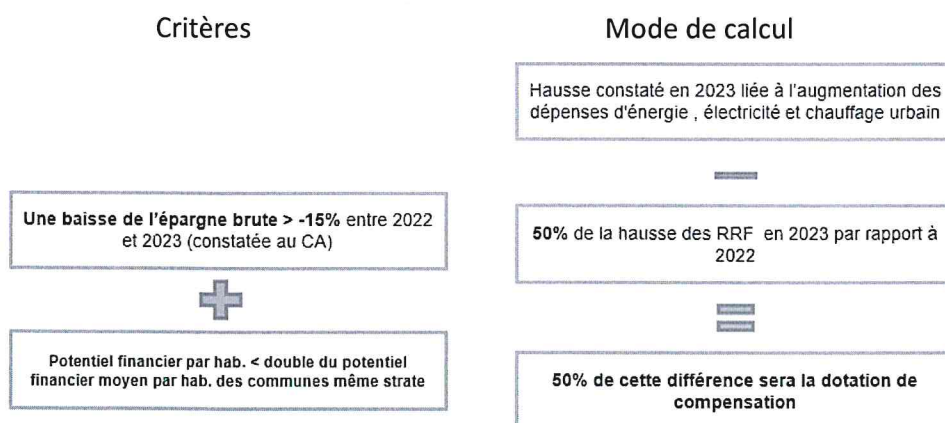 Critères
Une baisse de l'épargne brute > -15% entre 2022
et 2023 (constatée au CA)
Potentiel financier par hab. < double du potentiel
financier moyen par hab. des communes même strate
Mode de calcul
Hausse constaté en 2023 liée à l'augmentation des
dépenses d'énergie , électricité et chauffage urbain
50% de la hausse des RRF en 2023 par rapport à
2022
50% de cette différence sera la dotation de
compensation